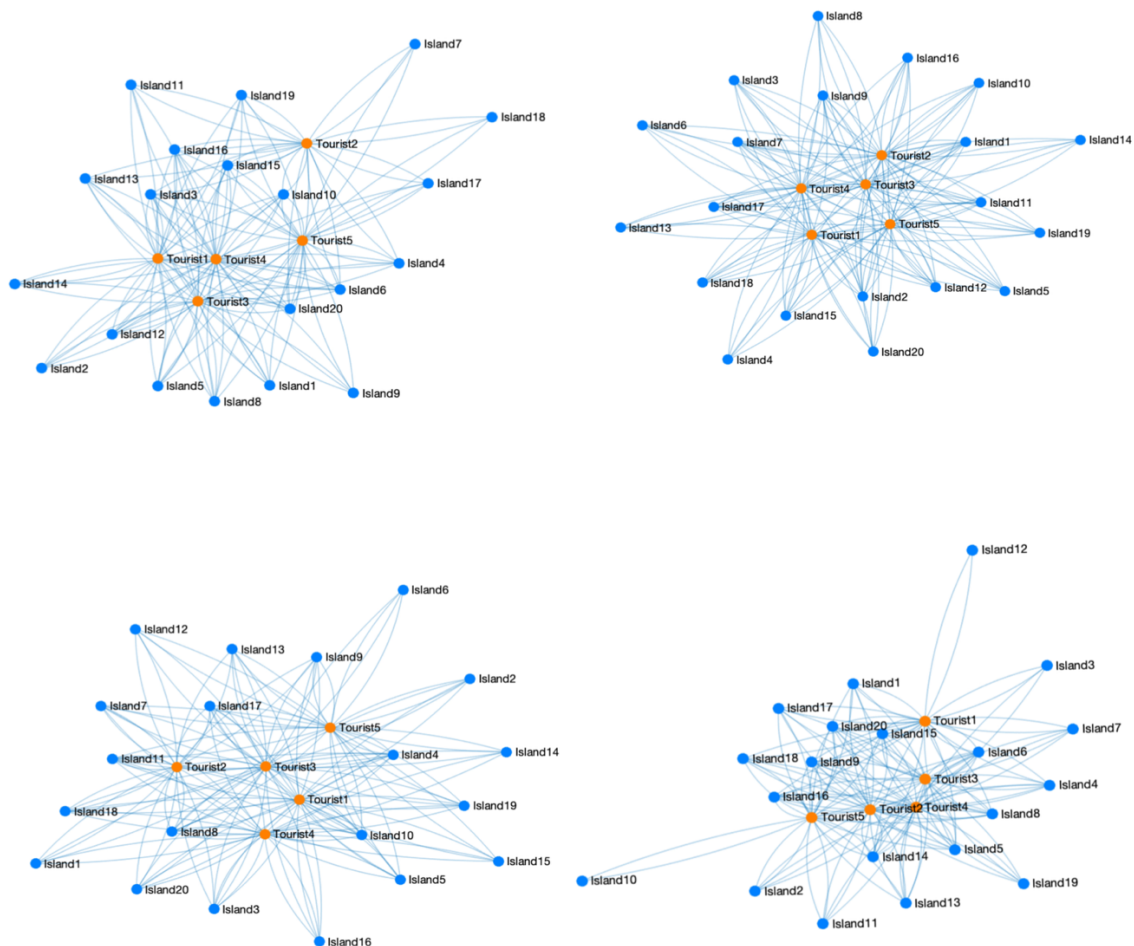 Island7
Island11
Island19
Island18
Tourist2
Island16
Island15
Island13
Island17
Island3
Island10
Tourist5
Tourist1
Tourist4
Island4
Island14
Island6
Tourist3
Island20
Island12
Island2
Island5
Island1
Island9
Island8
Island8
Island16
Island3
Island10
Island9
Island6
Island7
Island1
Island14
Tourist2
Tourist4
Tourist3
Island17
Island11
Island13
Tourist5
Island19
Tourist1
Island18
Island12
Island5
Island2
Island15
Island20
Island4
Island6
Island12
Island13
Island9
Island2
Island7
Island17
Tourist5
Island14
Island4
Island11
Tourist2
Tourist3
Tourist1
Island19
Island18
Island8
Tourist4
Island10
Island15
Island1
Island5
Island20
Island3
Island16
Island12
Island3
Island1
Island17
Tourist1
Island20
Island7
Island15
Island6
Island18
Island9
Tourist3
Island4
Island16
Tourist2
Tourist4
Island8
Tourist5
Island5
Island14
Island10
Island19
Island2
Island13
Island11